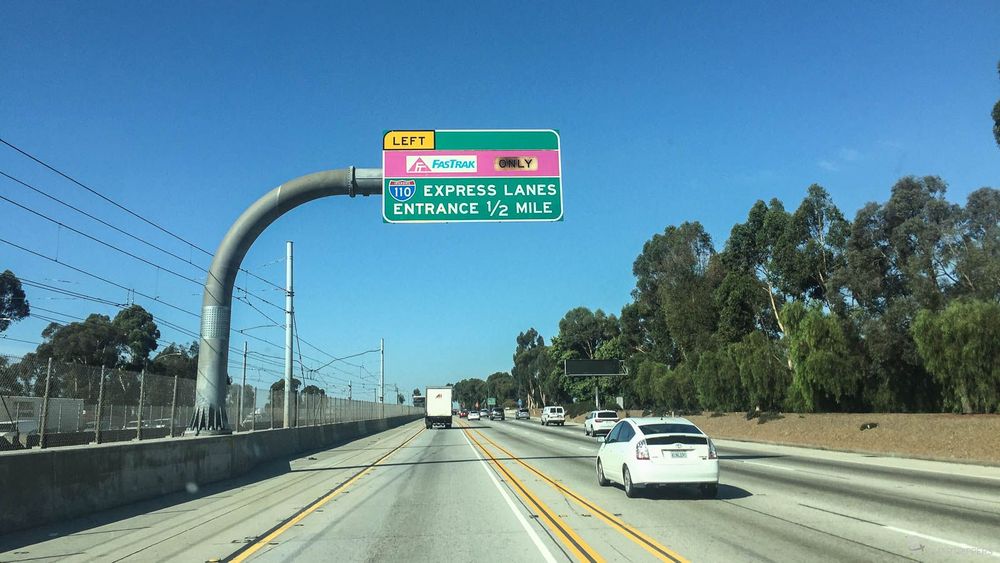 LEFT
FASTRAK ONLY
110 EXPRESS LANES
ENTRANCE 1/2 MILE